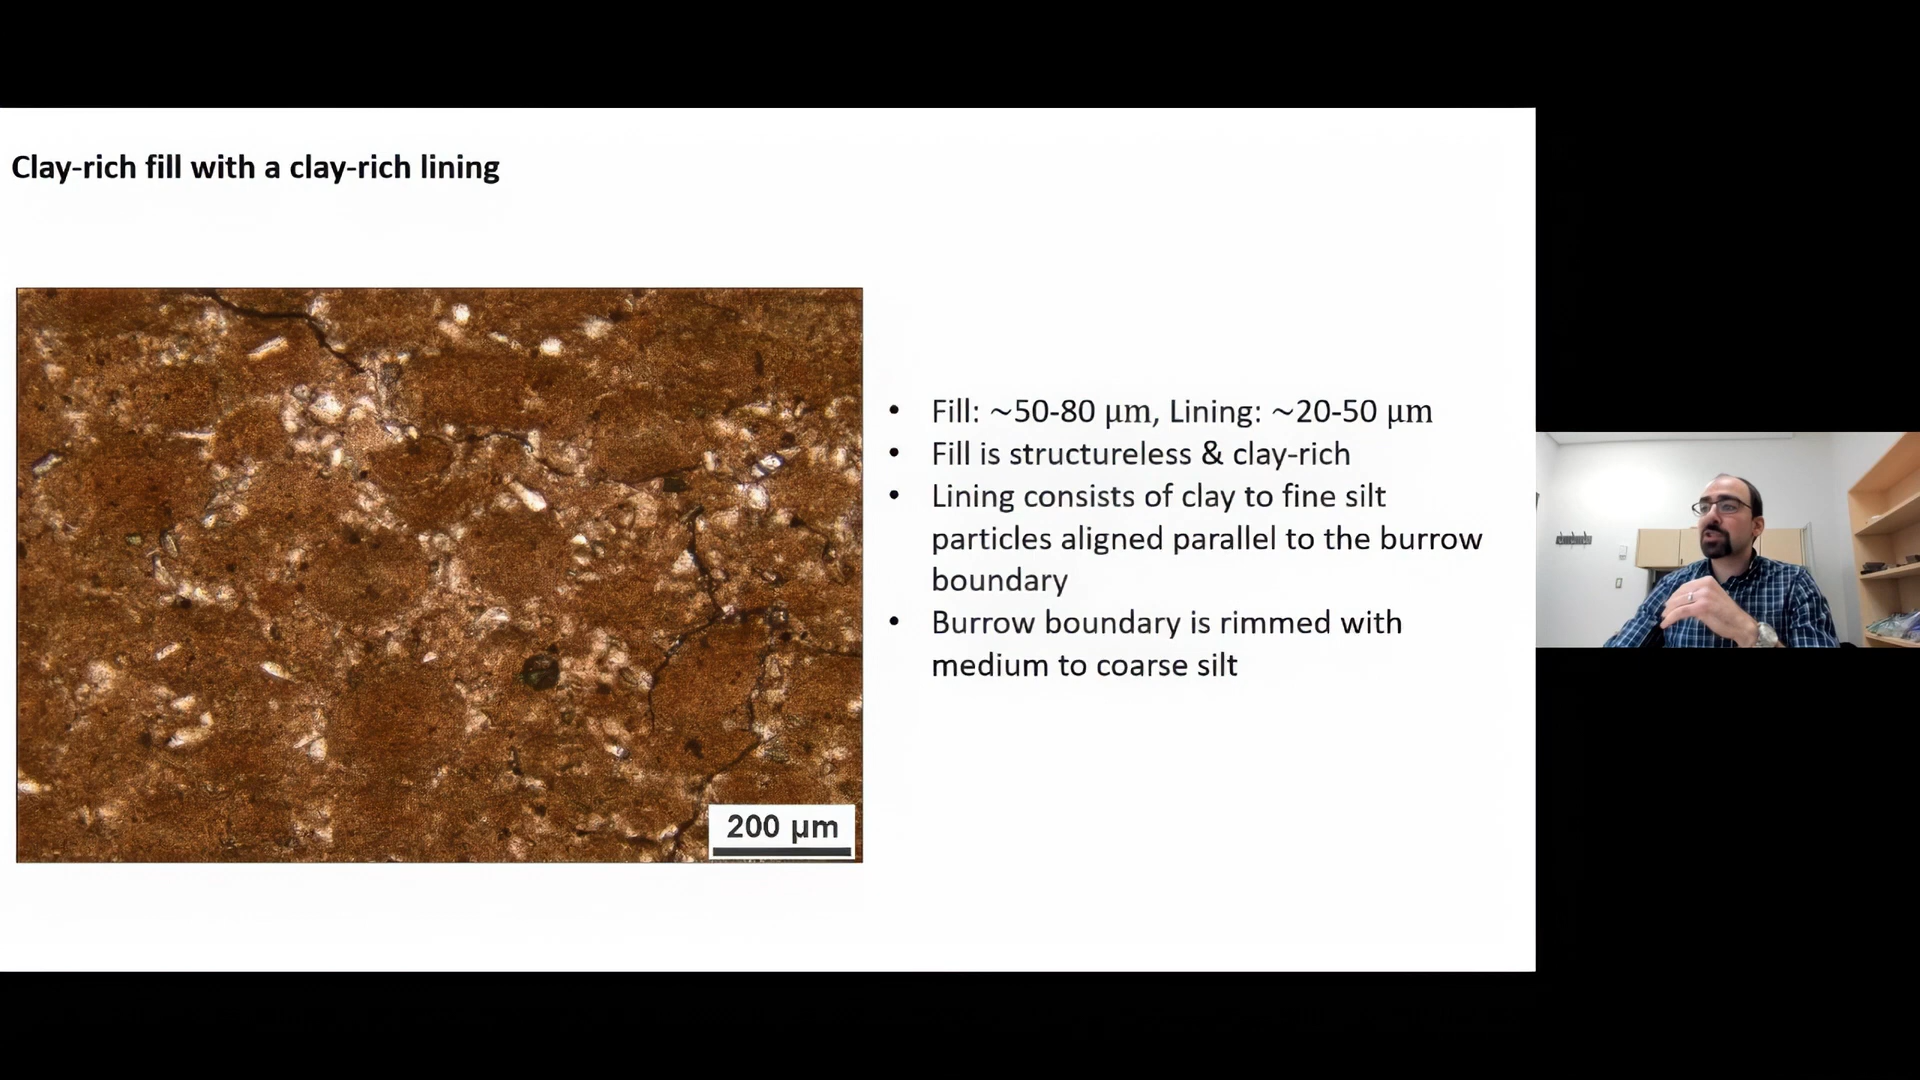 Clay-rich fill with a clay-rich lining
• Fill: ~50-80 μm, Lining: ~20-50 μm
• Fill is structureless & clay-rich
• Lining consists of clay to fine silt
particles aligned parallel to the burrow
boundary
• Burrow boundary is rimmed with
medium to coarse silt
200 μm